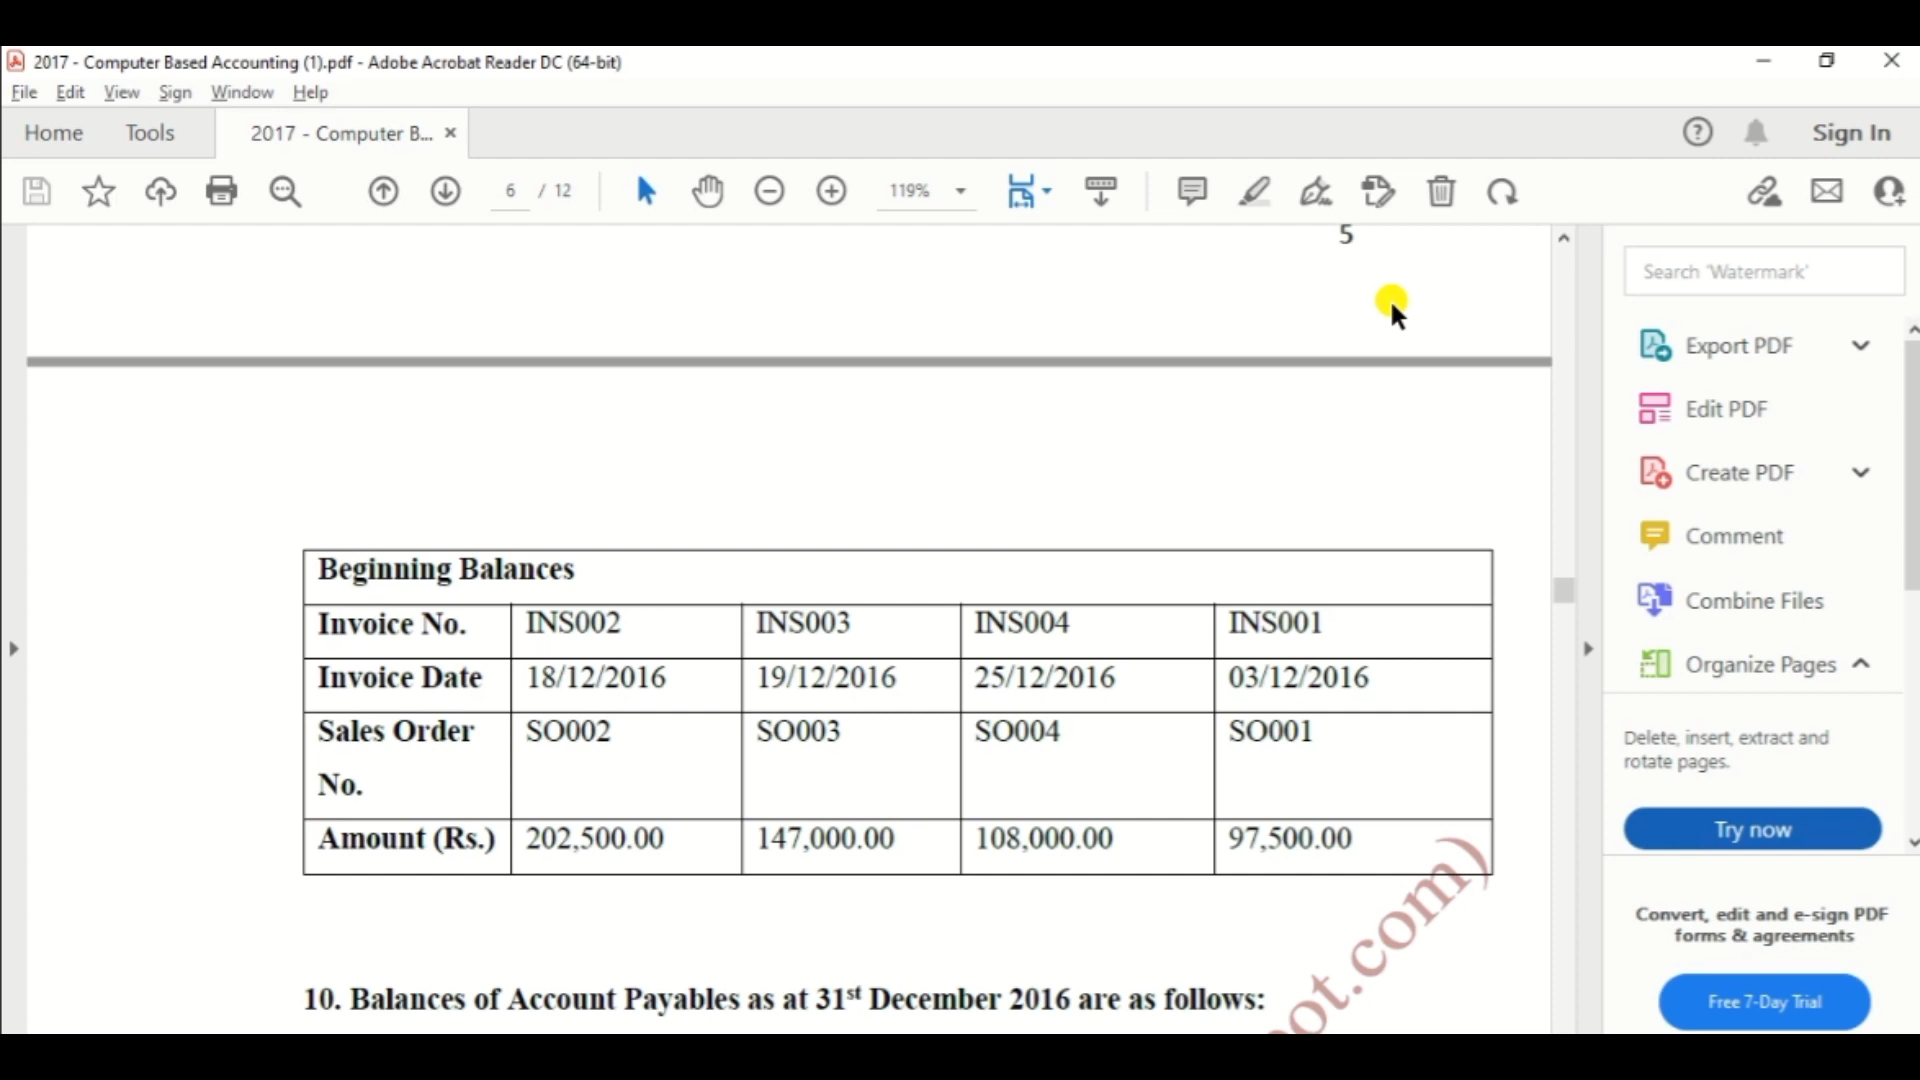 2017 - Computer Based Accounting (1).pdf - Adobe Acrobat Reader DC (64-bit)
File Edit View Sign Window Help
Home Tools 2017 - Computer B... × Sign In
6 / 12 119%
5
Search 'Watermark'
Export PDF
Edit PDF
Create PDF
Comment
Combine Files
Organize Pages
Delete, insert, extract and
rotate pages.
Try now
Convert, edit and e-sign PDF
forms & agreements
Free 7-Day Trial
Beginning Balances
Invoice No. INS002 INS003 INS004 INS001
Invoice Date 18/12/2016 19/12/2016 25/12/2016 03/12/2016
Sales Order No. SO002 SO003 SO004 SO001
Amount (Rs.) 202,500.00 147,000.00 108,000.00 97,500.00
10. Balances of Account Payables as at 31st December 2016 are as follows:
ot.com)